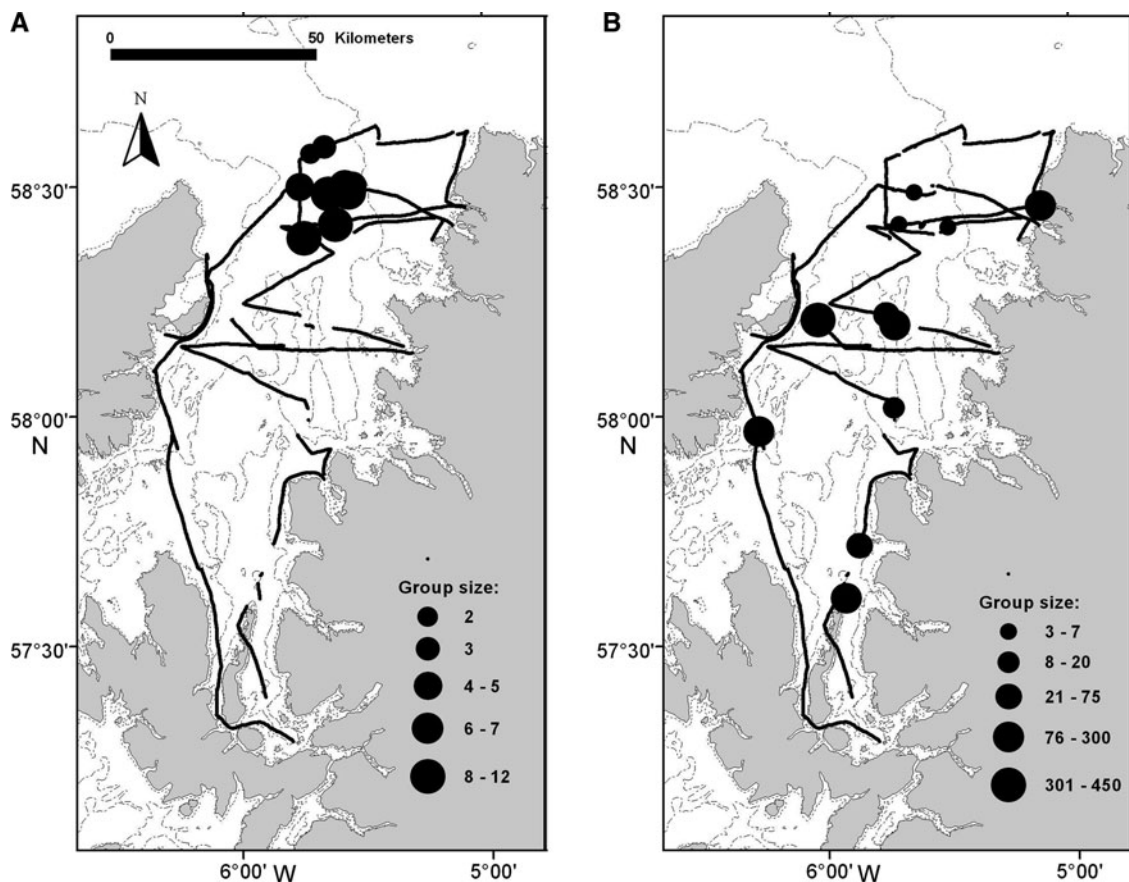 A
0 50 Kilometers
N
58°30'
58°00'
N
57°30'
Group size:
2
3
4 - 5
6 - 7
8 - 12
6°00' W
5°00'
B
58°30'
58°00'
N
57°30'
Group size:
3 - 7
8 - 20
21 - 75
76 - 300
301 - 450
6°00' W
5°00'